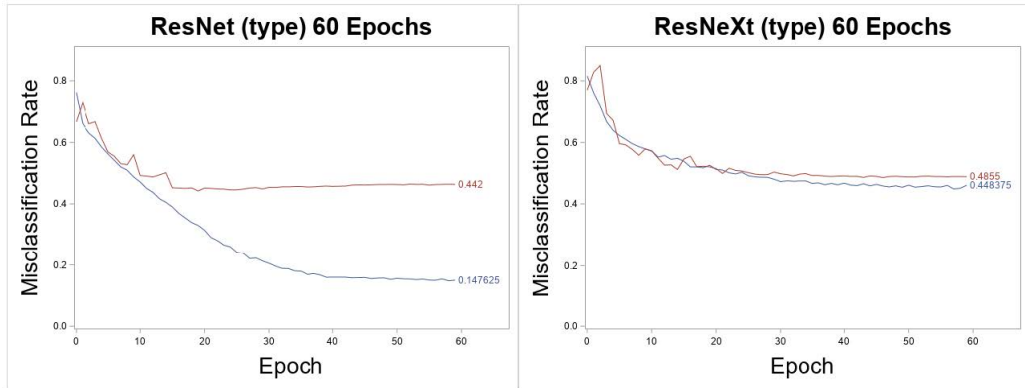 ResNet (type) 60 Epochs
Misclassification Rate
0.8
0.6
0.4
0.2
0.0
0.442
0.147625
0 10 20 30 40 50 60
Epoch
ResNeXt (type) 60 Epochs
Misclassification Rate
0.8
0.6
0.4
0.2
0.0
0.4855
0.448375
0 10 20 30 40 50 60
Epoch